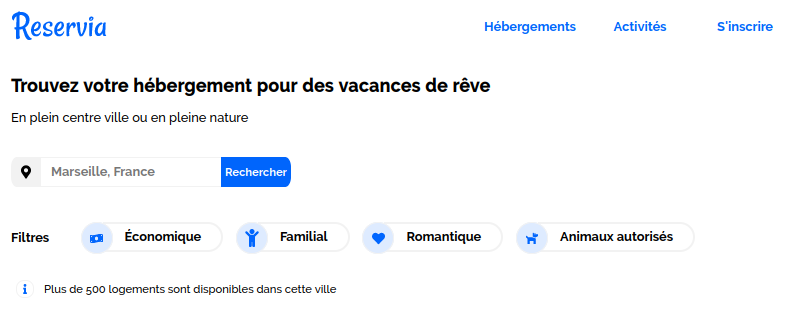 Reservia
Hébergements Activités S'inscrire
Trouvez votre hébergement pour des vacances de rêve
En plein centre ville ou en pleine nature
Marseille, France Rechercher
Filtres Économique Familial Romantique Animaux autorisés
Plus de 500 logements sont disponibles dans cette ville